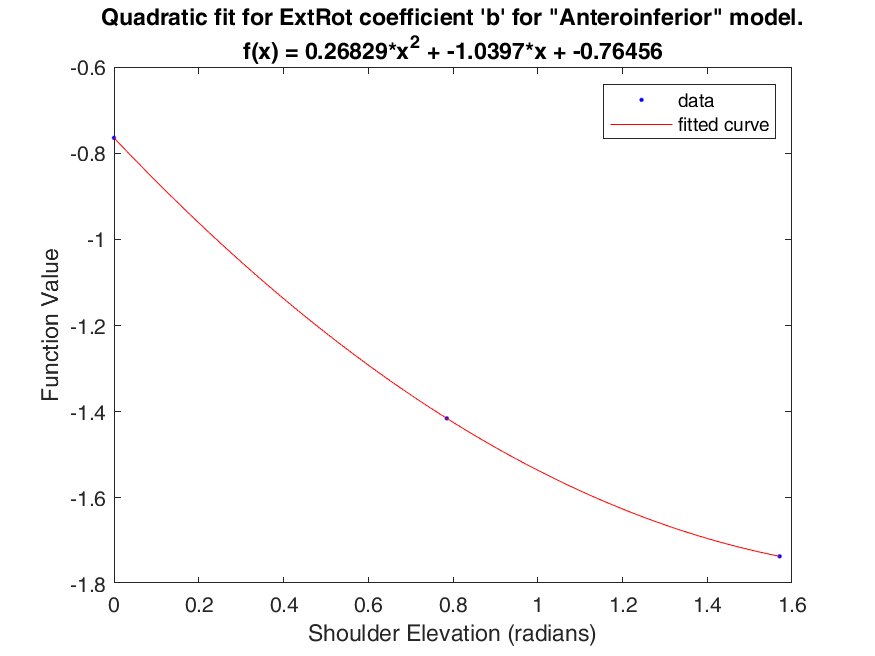 Quadratic fit for ExtRot coefficient 'b' for "Anteroinferior" model.
f(x) = 0.26829*x^2 + -1.0397*x + -0.76456
data
fitted curve
Function Value
-0.6
-0.8
-1
-1.2
-1.4
-1.6
-1.8
0
0.2
0.4
0.6
0.8
1
1.2
1.4
1.6
Shoulder Elevation (radians)